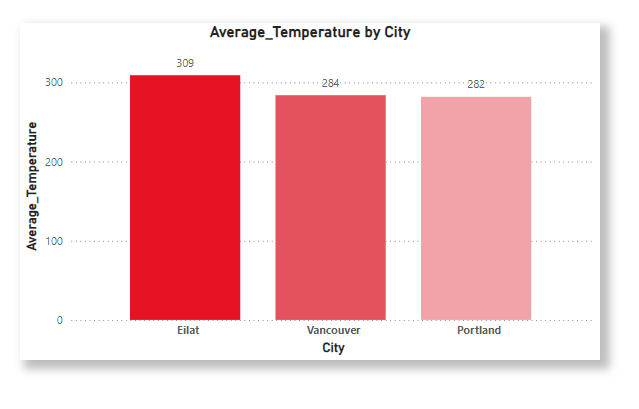 Average_Temperature by City
309
284
282
300
200
100
0
Average_Temperature
Eilat
Vancouver
Portland
City